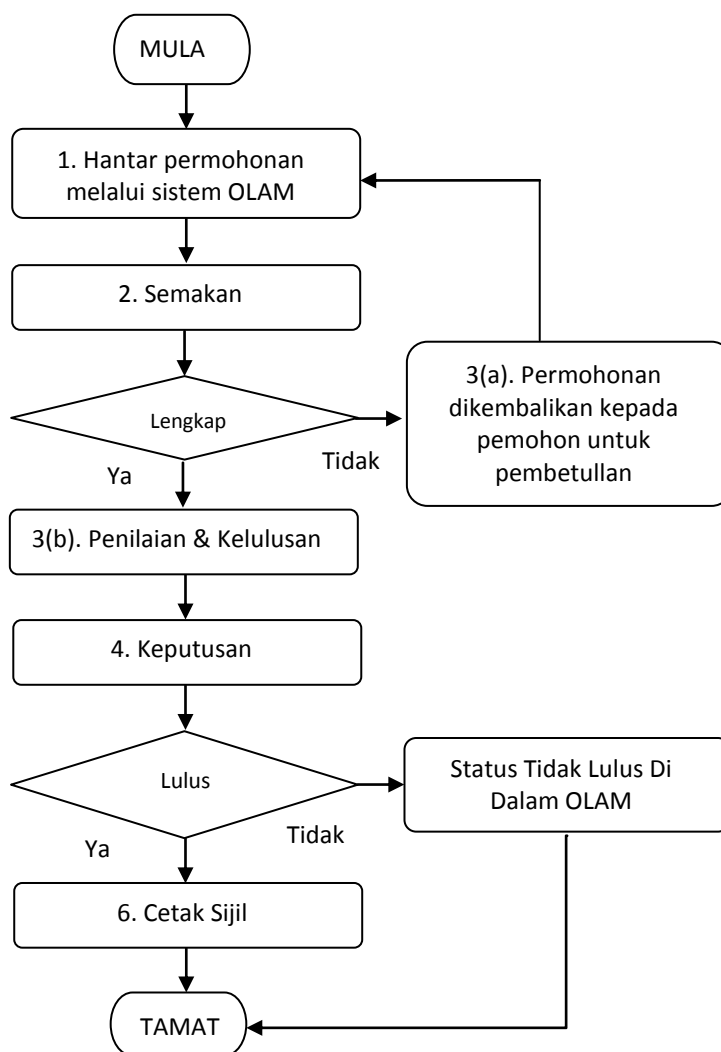 MULA
1. Hantar permohonan
melalui sistem OLAM
2. Semakan
Lengkap
Tidak
Ya
3(a). Permohonan
dikembalikan kepada
pemohon untuk
pembetullan
3(b). Penilaian & Kelulusan
4. Keputusan
Lulus
Tidak
Ya
Status Tidak Lulus Di
Dalam OLAM
6. Cetak Sijil
TAMAT